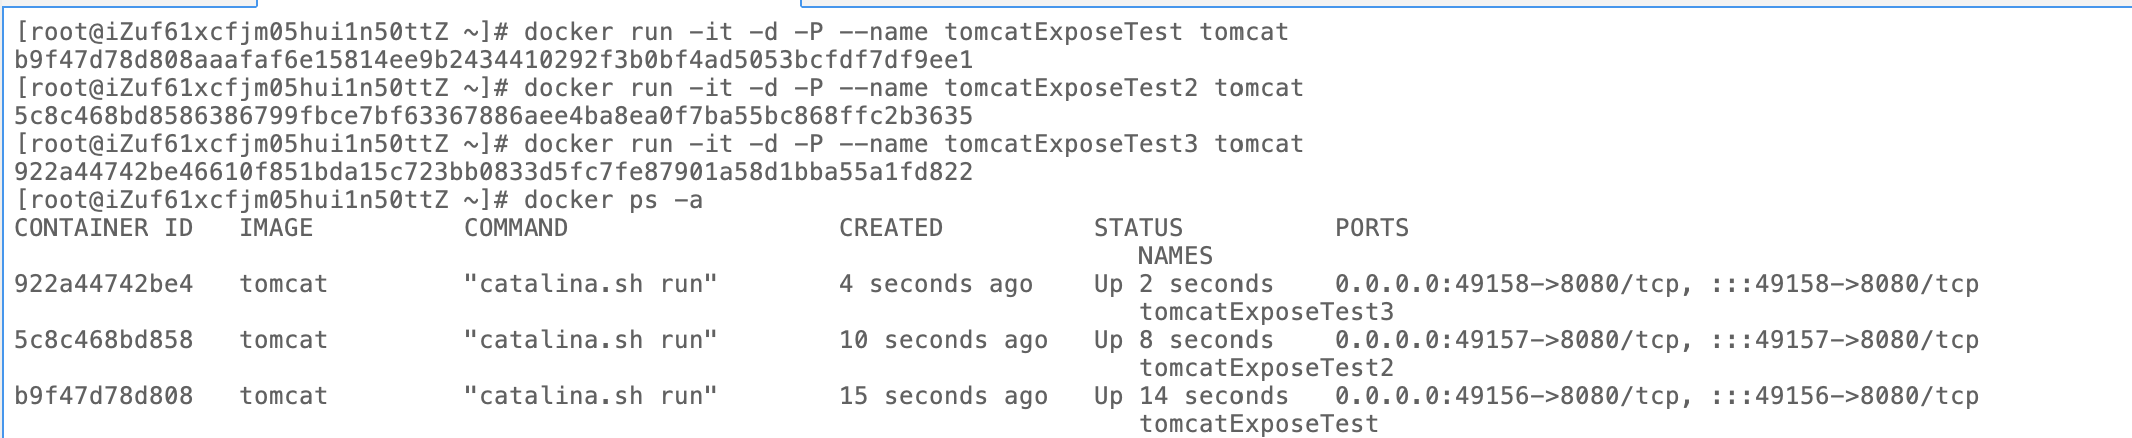 [root@iZuf61xcfjm05hui1n50ttZ ~]# docker run -it -d -P --name tomcatExposeTest tomcat
b9f47d78d808aaafaf6e15814ee9b2434410292f3b0bf4ad5053bcfdf7df9ee1
[root@iZuf61xcfjm05hui1n50ttZ ~]# docker run -it -d -P --name tomcatExposeTest2 tomcat
5c8c468bd8586386799fbce7bf63367886aee4ba8ea0f7ba55bc868ffc2b3635
[root@iZuf61xcfjm05hui1n50ttZ ~]# docker run -it -d -P --name tomcatExposeTest3 tomcat
922a44742be46610f851bda15c723bb0833d5fc7fe87901a58d1bba55a1fd822
[root@iZuf61xcfjm05hui1n50ttZ ~]# docker ps -a
CONTAINER ID   IMAGE          COMMAND                  CREATED          STATUS          PORTS
NAMES
922a44742be4   tomcat         "catalina.sh run"        4 seconds ago    Up 2 seconds    0.0.0.0:49158->8080/tcp, :::49158->8080/tcp
tomcatExposeTest3
5c8c468bd858   tomcat         "catalina.sh run"        10 seconds ago   Up 8 seconds    0.0.0.0:49157->8080/tcp, :::49157->8080/tcp
tomcatExposeTest2
b9f47d78d808   tomcat         "catalina.sh run"        15 seconds ago   Up 14 seconds   0.0.0.0:49156->8080/tcp, :::49156->8080/tcp
tomcatExposeTest